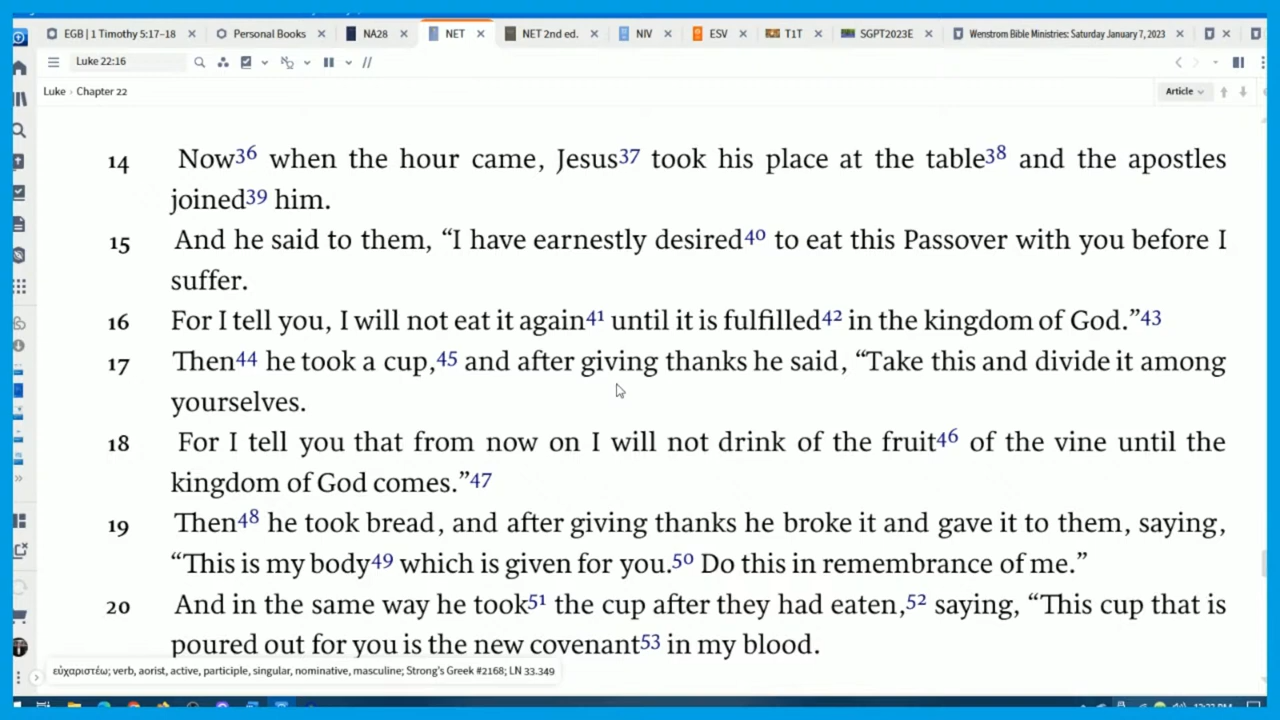 EGB | 1 Timothy 5:17–18 × Personal Books × NA28 × NET × NET 2nd ed. × NIV × ESV × T1T × SGPT2023E × Wenstrom Bible Ministries: Saturday January 7, 2023 ×
Luke 22:16
Luke › Chapter 22 Article
14 Now36 when the hour came, Jesus37 took his place at the table38 and the apostles
joined39 him.
15 And he said to them, “I have earnestly desired40 to eat this Passover with you before I
suffer.
16 For I tell you, I will not eat it again41 until it is fulfilled42 in the kingdom of God.”43
17 Then44 he took a cup,45 and after giving thanks he said, “Take this and divide it among
yourselves.
18 For I tell you that from now on I will not drink of the fruit46 of the vine until the
kingdom of God comes.”47
19 Then48 he took bread, and after giving thanks he broke it and gave it to them, saying,
“This is my body49 which is given for you.50 Do this in remembrance of me.”
20 And in the same way he took51 the cup after they had eaten,52 saying, “This cup that is
poured out for you is the new covenant53 in my blood.
εὐχαριστέω; verb, aorist, active, participle, singular, nominative, masculine; Strong's Greek #2168; LN 33.349